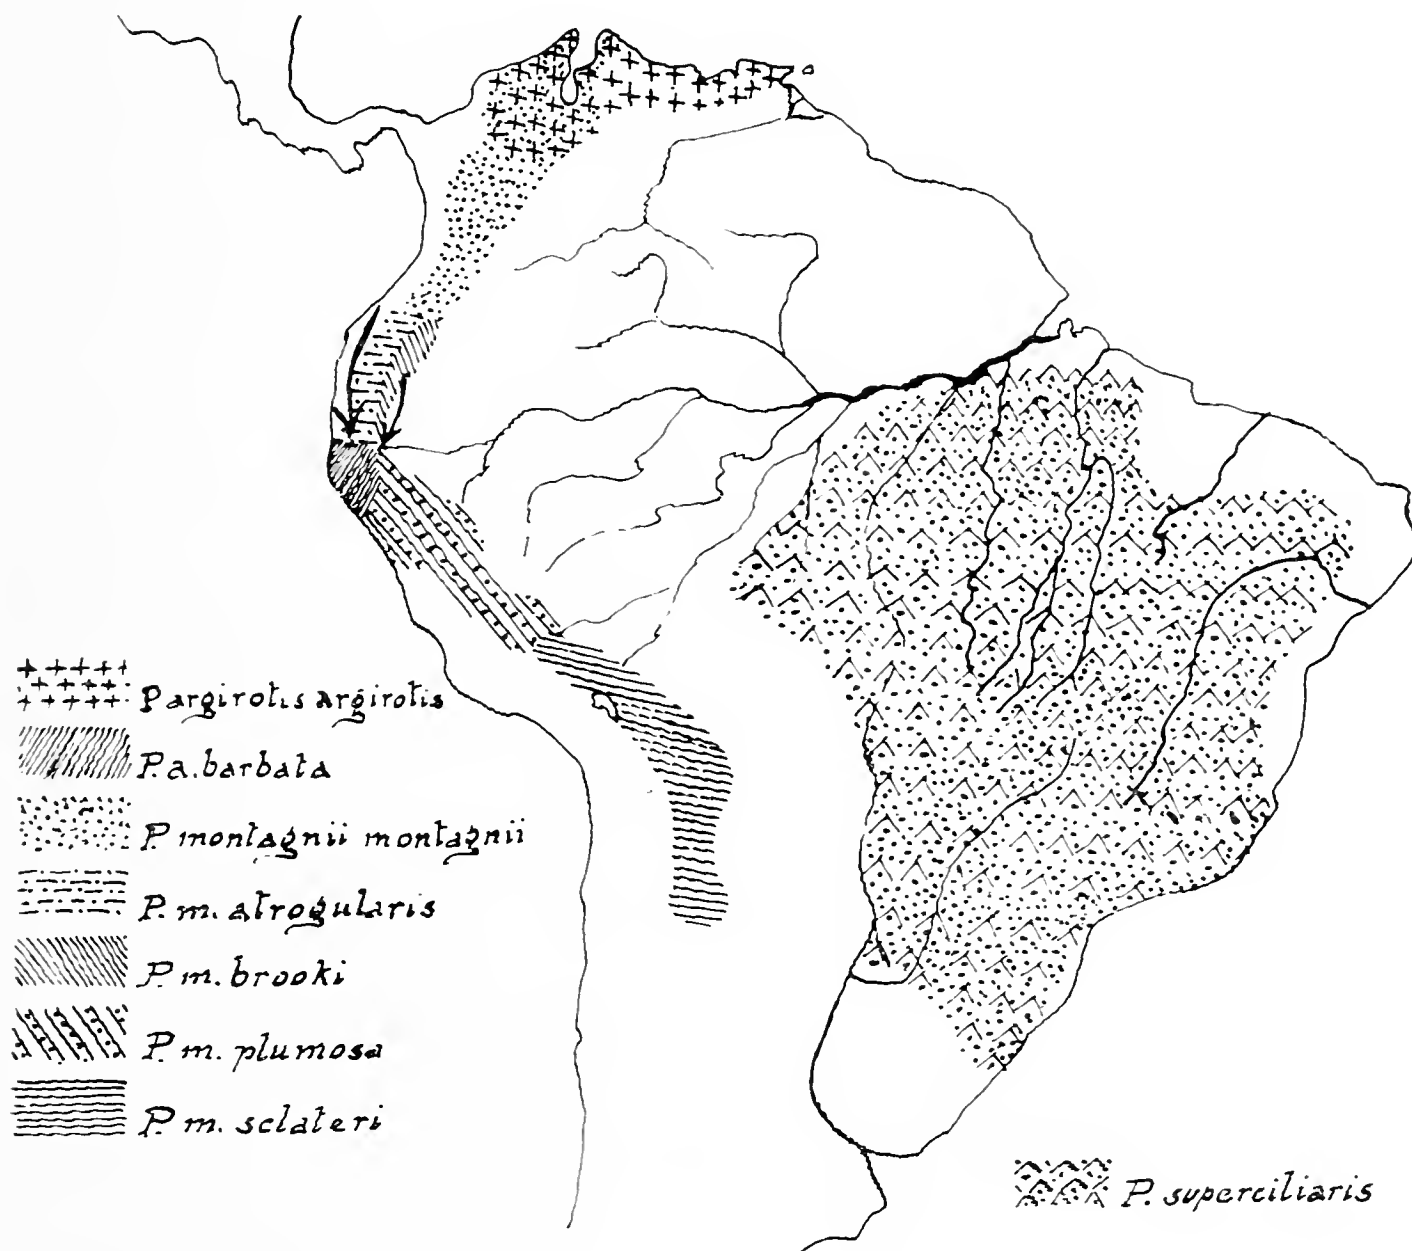 P argirotis argirotis
P. a. barbata
P. montagnii montagnii
P. m. atrogularis
P. m. brooki
P. m. plumosa
P. m. sclateri
P. superciliaris